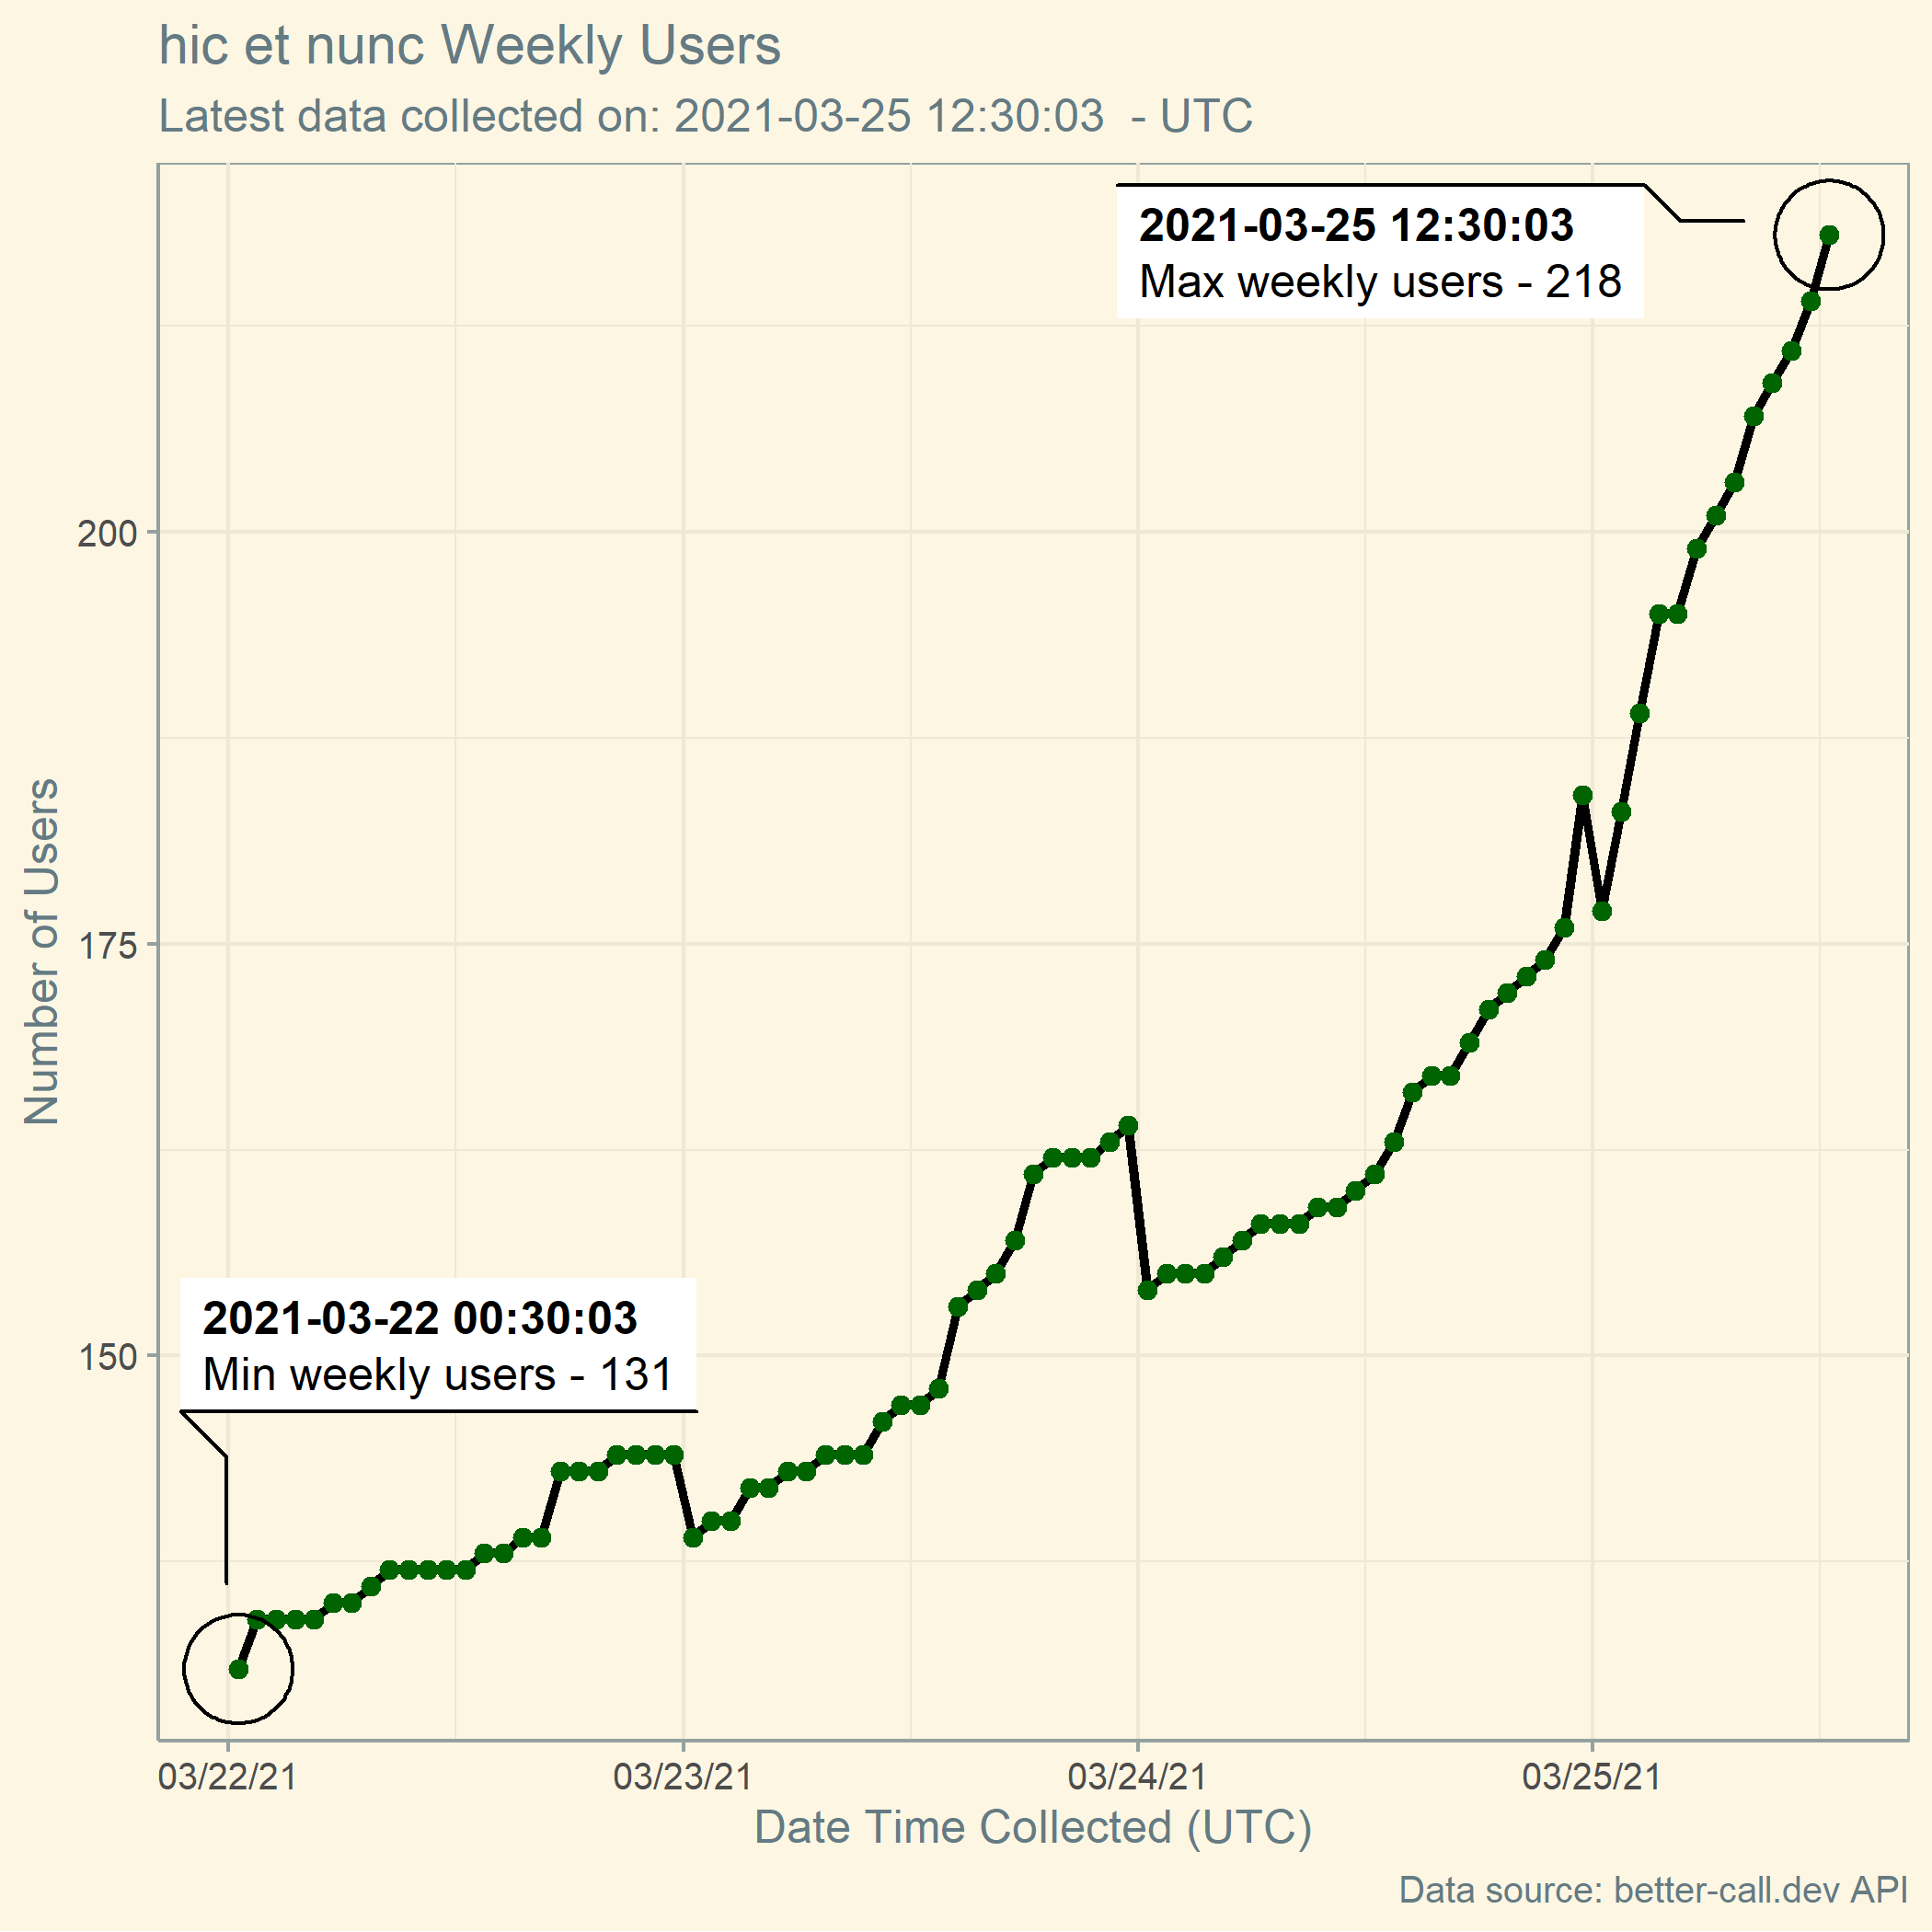 hic et nunc Weekly Users
Latest data collected on: 2021-03-25 12:30:03  - UTC
2021-03-25 12:30:03
Max weekly users - 218
200
175
150
Number of Users
2021-03-22 00:30:03
Min weekly users - 131
03/22/21
03/23/21
03/24/21
03/25/21
Date Time Collected (UTC)
Data source: better-call.dev API